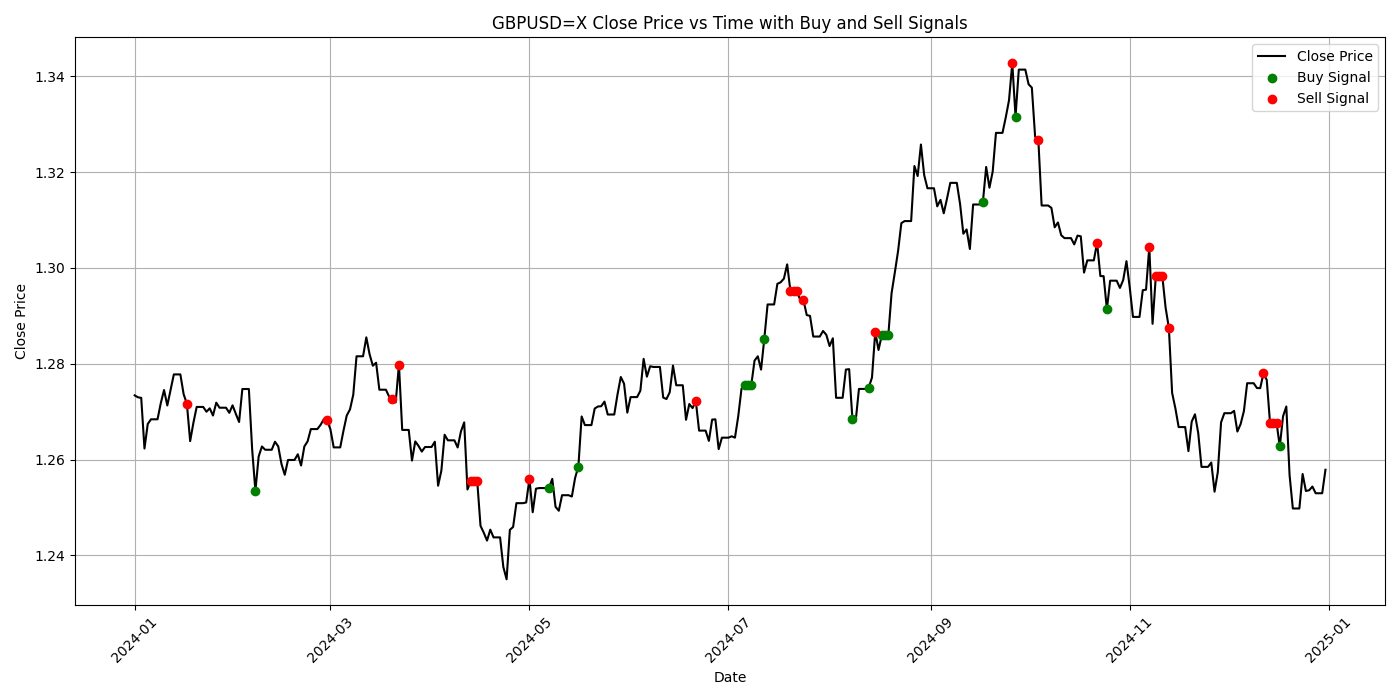 GBPUSD=X Close Price vs Time with Buy and Sell Signals
Close Price
Buy Signal
Sell Signal
1.34
1.32
1.30
1.28
1.26
1.24
Close Price
2024-01
2024-03
2024-05
2024-07
2024-09
2024-11
2025-01
Date